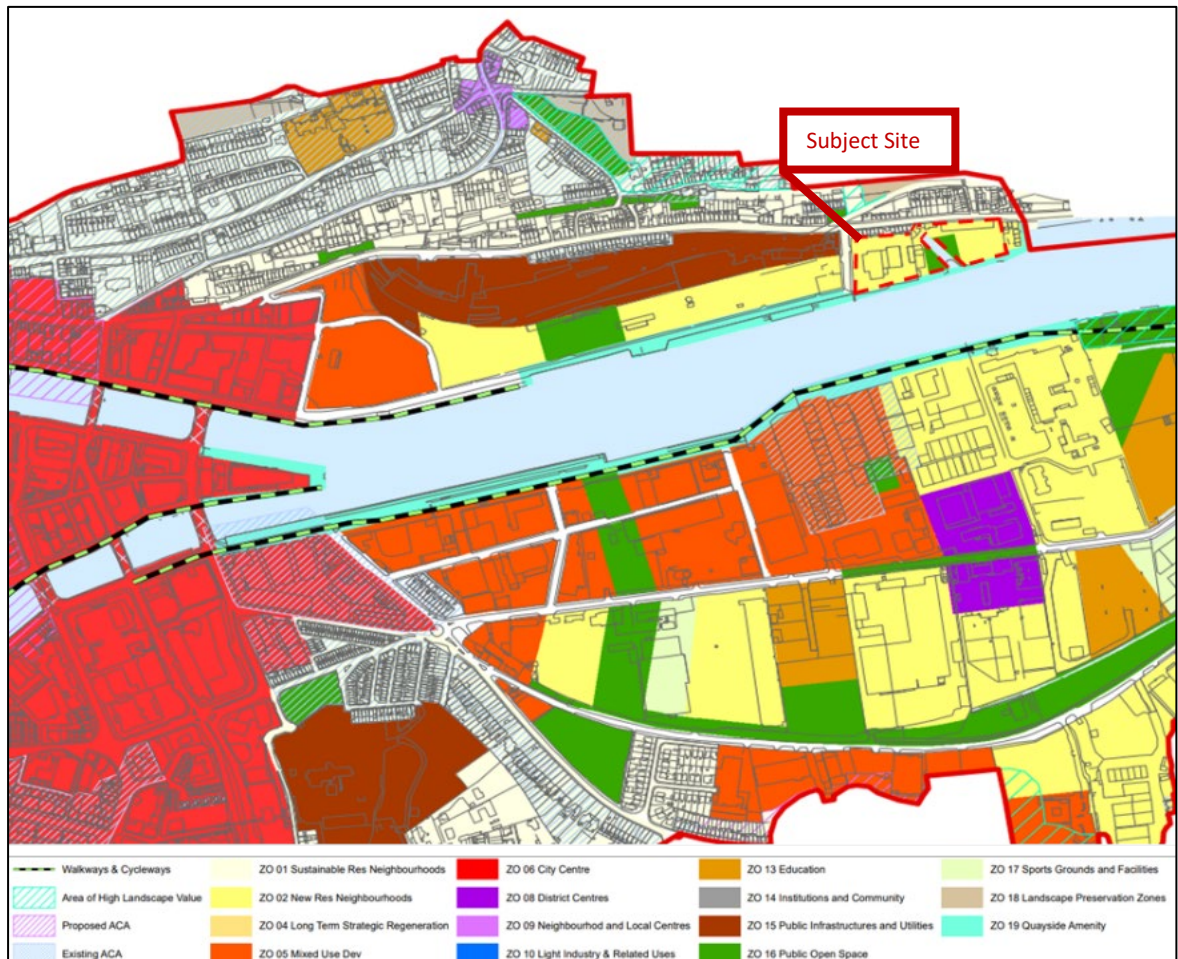 Subject Site
Walkways & Cycleways
Area of High Landscape Value
Proposed ACA
Existing ACA
ZO 01 Sustainable Res Neighbourhoods
ZO 02 New Res Neighbourhoods
ZO 04 Long Term Strategic Regeneration
ZO 05 Mixed Use Dev
ZO 06 City Centre
ZO 08 District Centres
ZO 09 Neighbourhod and Local Centres
ZO 10 Light Industry & Related Uses
ZO 13 Education
ZO 14 Institutions and Community
ZO 15 Public Infrastructures and Utilities
ZO 16 Public Open Space
ZO 17 Sports Grounds and Facilities
ZO 18 Landscape Preservation Zones
ZO 19 Quayside Amenity